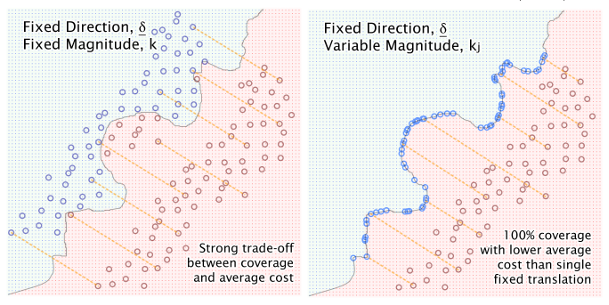 Fixed Direction, δ
Fixed Magnitude, k
Strong trade-off
between coverage
and average cost
Fixed Direction, δ
Variable Magnitude, kj
100% coverage
with lower average
cost than single
fixed translation